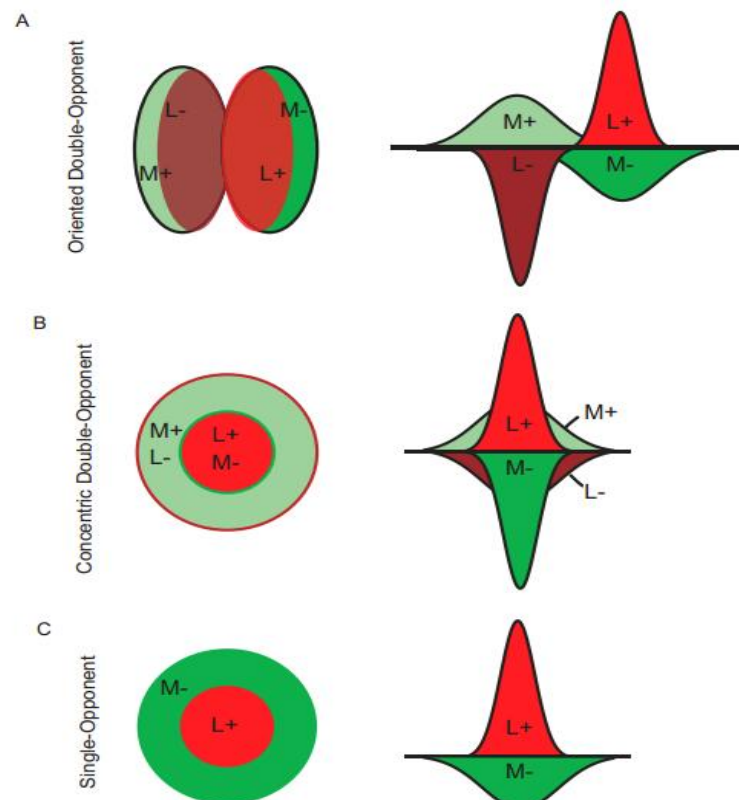 A
Oriented Double-Opponent
L-
M-
M+
L+
M+
L+
L-
M-
B
Concentric Double-Opponent
M+
L-
L+
M-
L+
M+
M-
L-
C
Single-Opponent
M-
L+
L+
M-